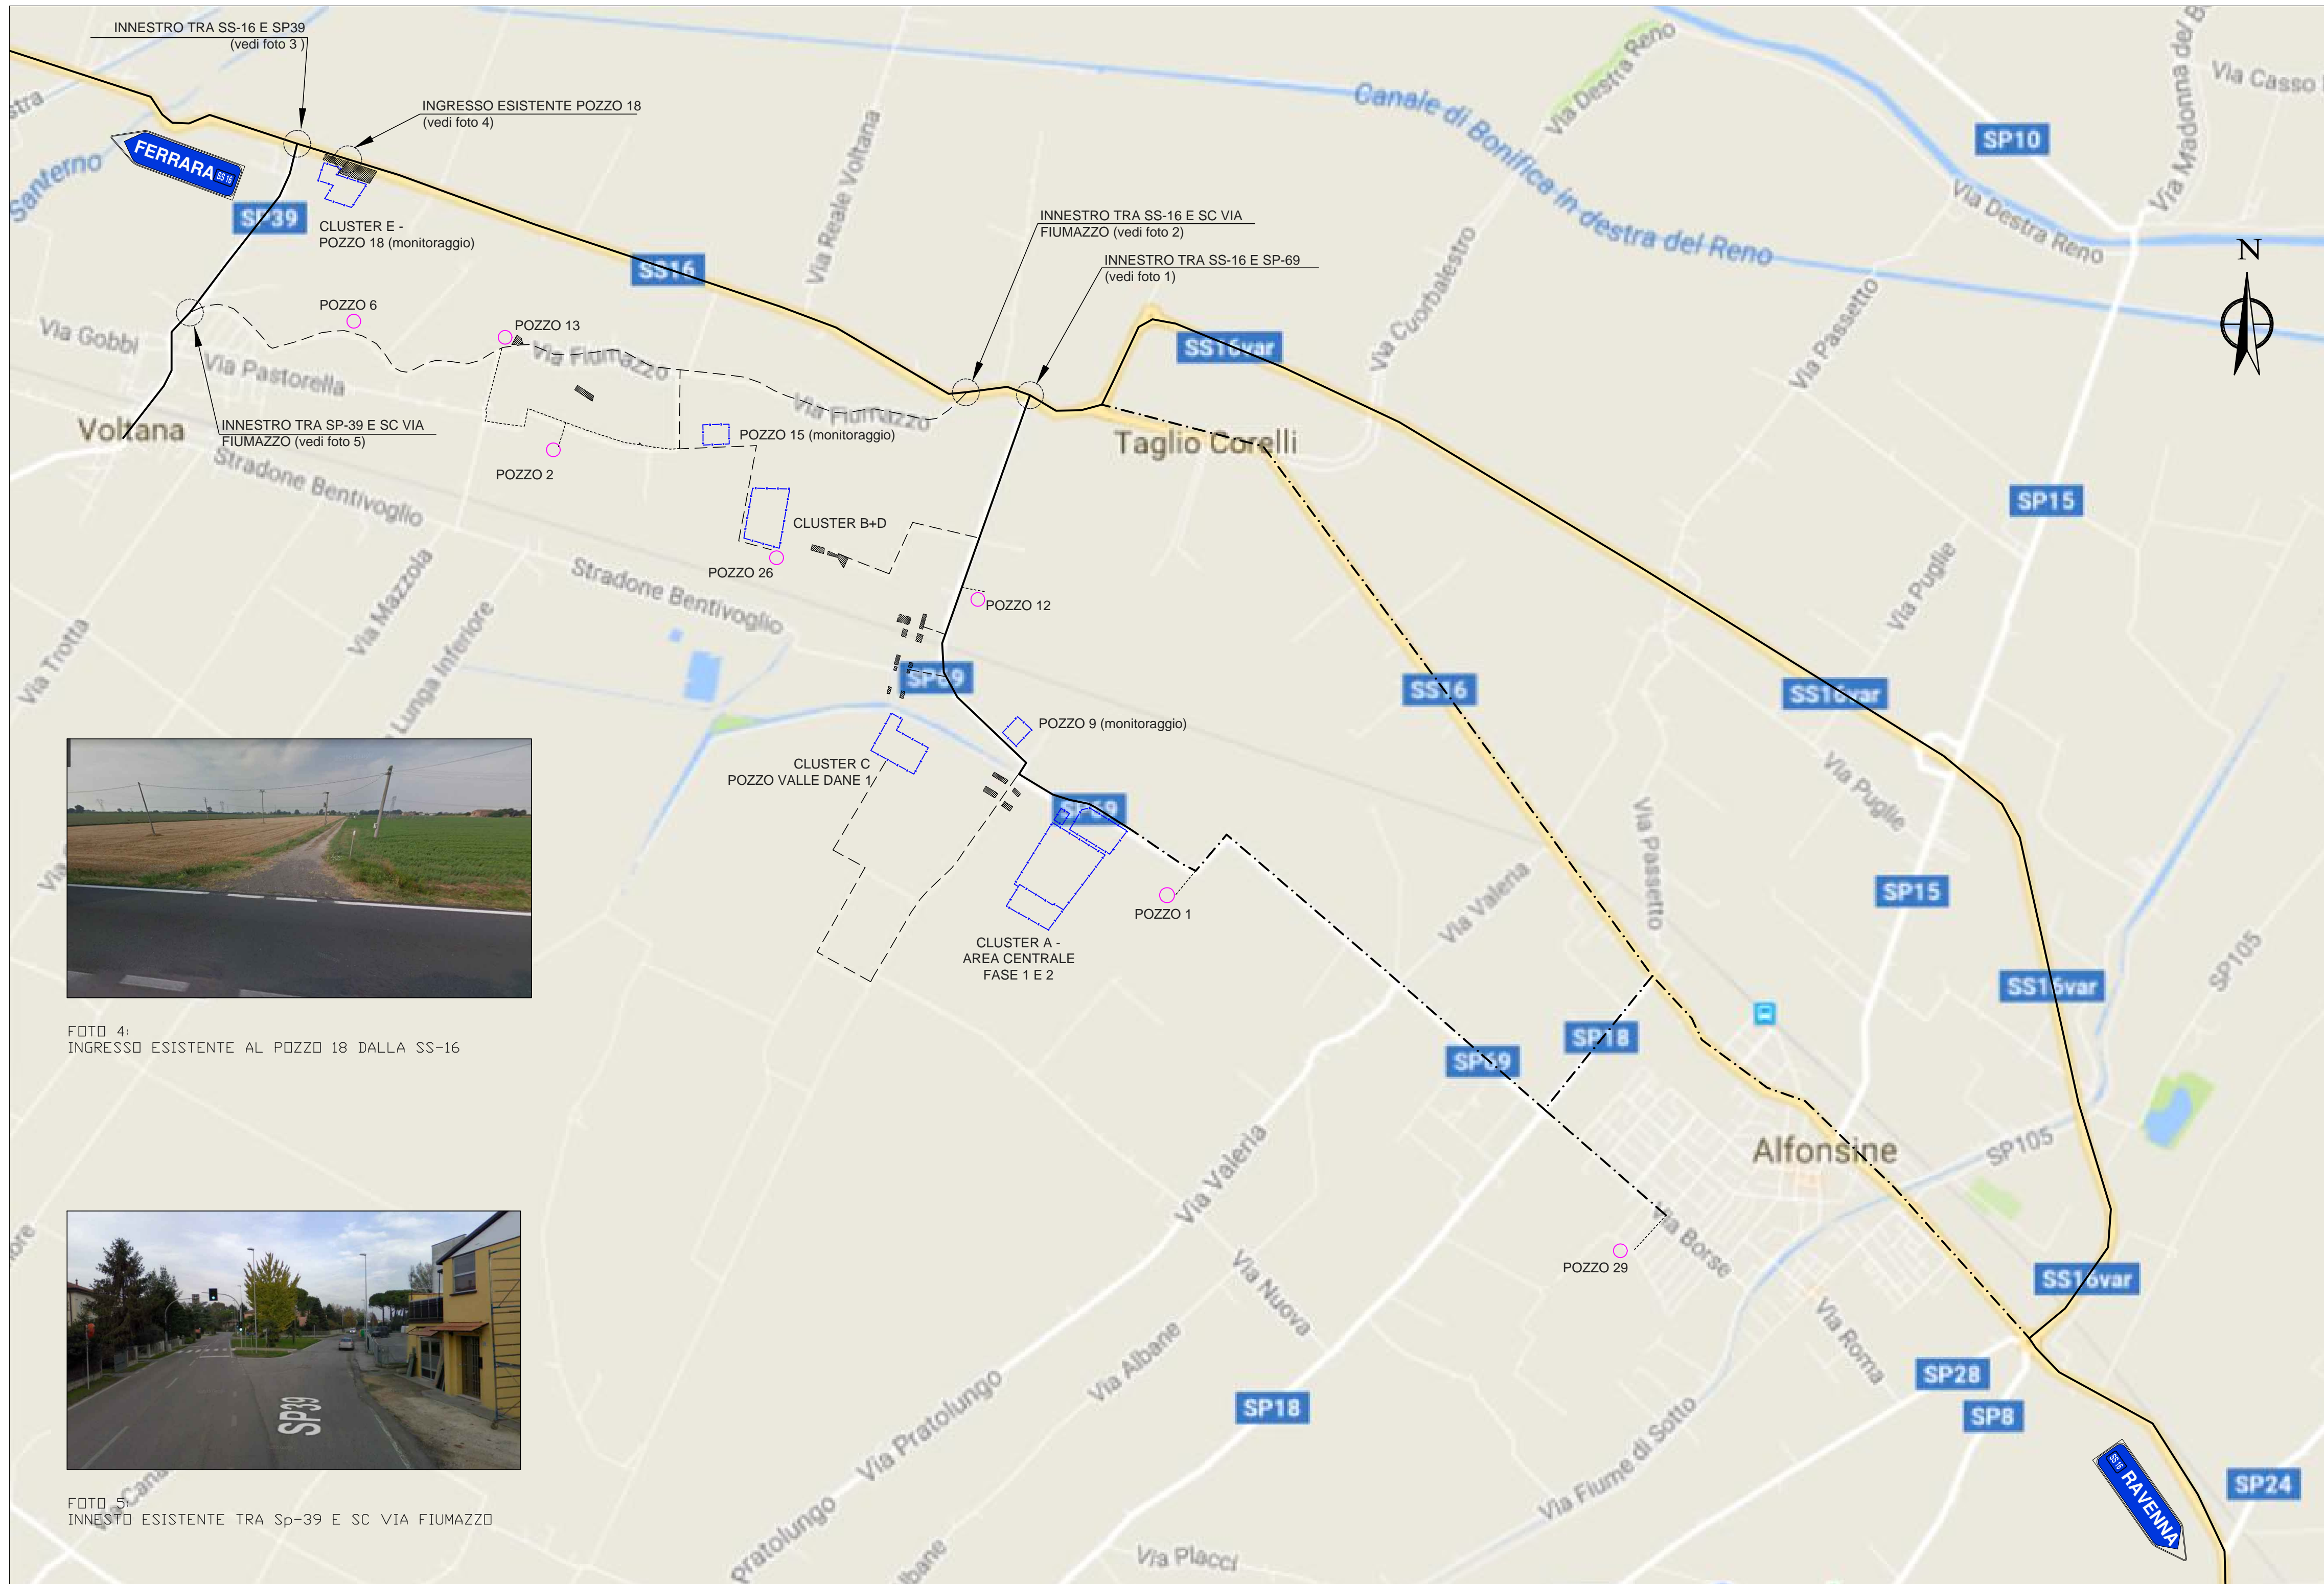 INNESTRO TRA SS-16 E SP39
(vedi foto 3 )
INGRESSO ESISTENTE POZZO 18
(vedi foto 4)
FERRARA SS 16
Santerno
SP39
CLUSTER E -
POZZO 18 (monitoraggio)
Via Reale Voltana
SS16
INNESTRO TRA SS-16 E SC VIA
FIUMAZZO (vedi foto 2)
INNESTRO TRA SS-16 E SP-69
(vedi foto 1)
Canale di Bonifica in destra del Reno
Via Destra Reno
Via Cuorbalestro
SP10
Via Casso
Via Destra Reno
N
POZZO 6
POZZO 13
Via Fiumazzo
Via Gobbi
Via Pastorella
SS16var
Via Passetto
Via Fiumazzo
Voltana
INNESTRO TRA SP-39 E SC VIA
FIUMAZZO (vedi foto 5)
POZZO 15 (monitoraggio)
Taglio Corelli
POZZO 2
Stradone Bentivoglio
SP15
CLUSTER B+D
POZZO 26
Via Mazzola
Stradone Bentivoglio
POZZO 12
Via Puglie
Via Trotta
Lunga Inferiore
SP69
SS16
SS16var
POZZO 9 (monitoraggio)
CLUSTER C
POZZO VALLE DANE 1
SP69
Via Puglie
Via Passetto
Via Valeria
SP15
POZZO 1
CLUSTER A -
AREA CENTRALE
FASE 1 E 2
SP105
SS16var
FOTO 4:
INGRESSO ESISTENTE AL POZZO 18 DALLA SS-16
SP18
SP69
Alfonsine
SP105
Via Valeria
Via Borse
POZZO 29
Via Nuova
SS16var
Via Roma
Via Albane
SP39
SP28
SP18
SP8
Via Pratolungo
Via Fiume di Sotto
SS16 RAVENNA
SP24
FOTO 5:
INNESTO ESISTENTE TRA Sp-39 E SC VIA FIUMAZZO
Pratolungo
Via Placci